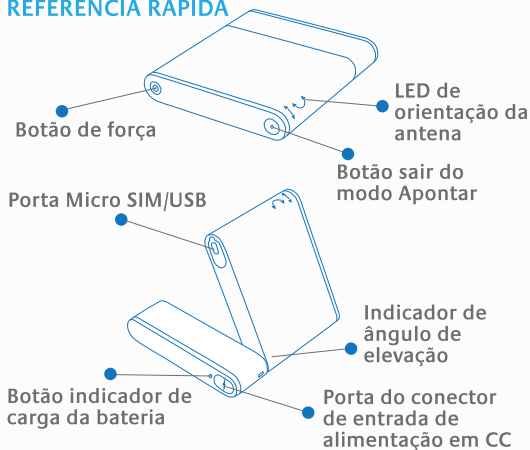 REFERÊNCIA RÁPIDA
LED de
orientação da
antena
Botão de força
Botão sair do
modo Apontar
Porta Micro SIM/USB
Indicador de
ângulo de
elevação
Botão indicador de
carga da bateria
Porta do conector
de entrada de
alimentação em CC